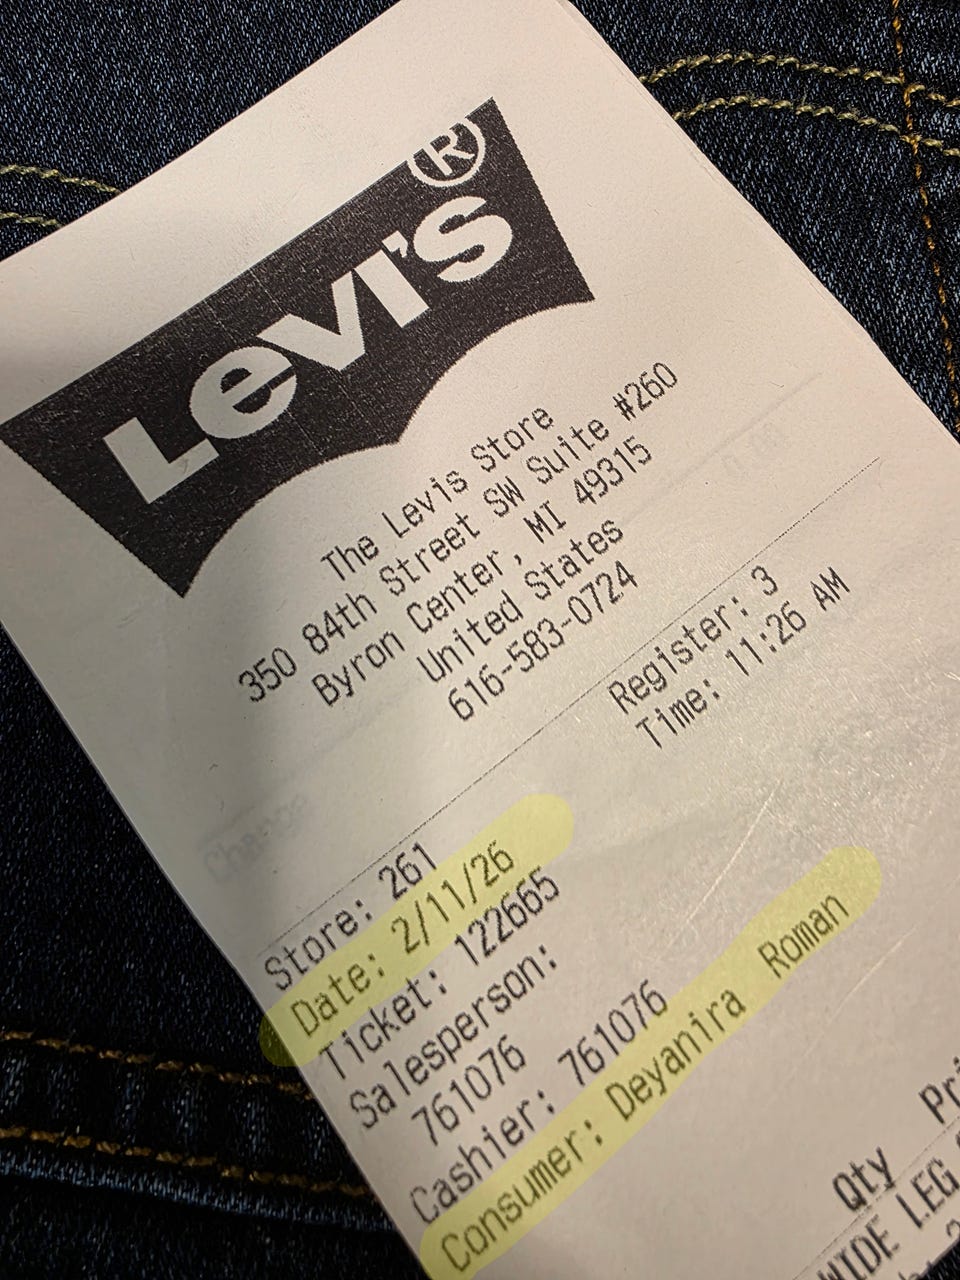 Levi's®
The Levis Store
350 84th Street SW Suite #260
Byron Center, MI 49315
United States
616-583-0724
Register: 3
Time: 11:26 AM
Store: 261
Date: 2/11/26
Ticket: 122665
Salesperson:
761076
Cashier: 761076
Consumer: Deyanira Roman
Qty
WIDE LEG